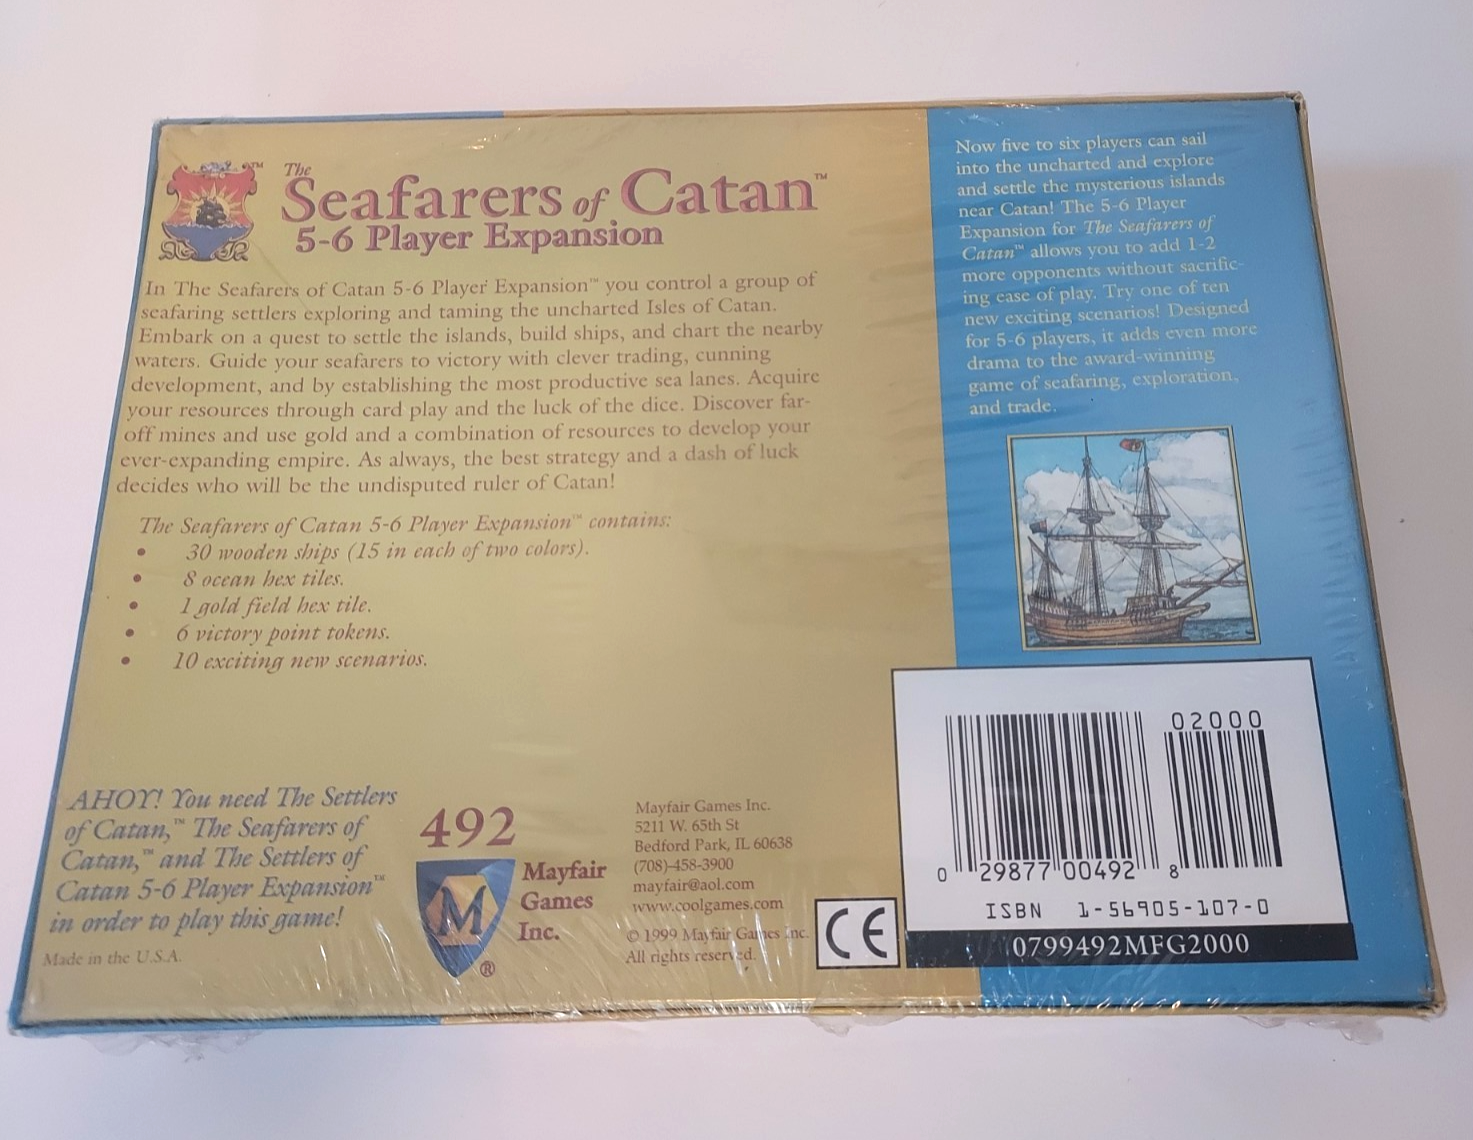 The
Seafarers of Catan™
5-6 Player Expansion
In The Seafarers of Catan 5-6 Player Expansion™ you control a group of
seafaring settlers exploring and taming the uncharted Isles of Catan.
Embark on a quest to settle the islands, build ships, and chart the nearby
waters. Guide your seafarers to victory with clever trading, cunning
development, and by establishing the most productive sea lanes. Acquire
your resources through card play and the luck of the dice. Discover far-
off mines and use gold and a combination of resources to develop your
ever-expanding empire. As always, the best strategy and a dash of luck
decides who will be the undisputed ruler of Catan!
The Seafarers of Catan 5-6 Player Expansion™ contains:
• 30 wooden ships (15 in each of two colors).
• 8 ocean hex tiles.
• 1 gold field hex tile.
• 6 victory point tokens.
• 10 exciting new scenarios.
AHOY! You need The Settlers
of Catan,™ The Seafarers of
Catan,™ and The Settlers of
Catan 5-6 Player Expansion™
in order to play this game!
Made in the U.S.A.
492
M
®
Mayfair
Games
Inc.
Mayfair Games Inc.
5211 W. 65th St
Bedford Park, IL 60638
(708)-458-3900
mayfair@aol.com
www.coolgames.com
© 1999 Mayfair Games Inc.
All rights reserved.
CE
Now five to six players can sail
into the uncharted and explore
and settle the mysterious islands
near Catan! The 5-6 Player
Expansion for The Seafarers of
Catan™ allows you to add 1-2
more opponents without sacrific-
ing ease of play. Try one of ten
new exciting scenarios! Designed
for 5-6 players, it adds even more
drama to the award-winning
game of seafaring, exploration,
and trade.
02000
0 29877 00492 8
ISBN 1-56905-107-0
0799492MFG2000